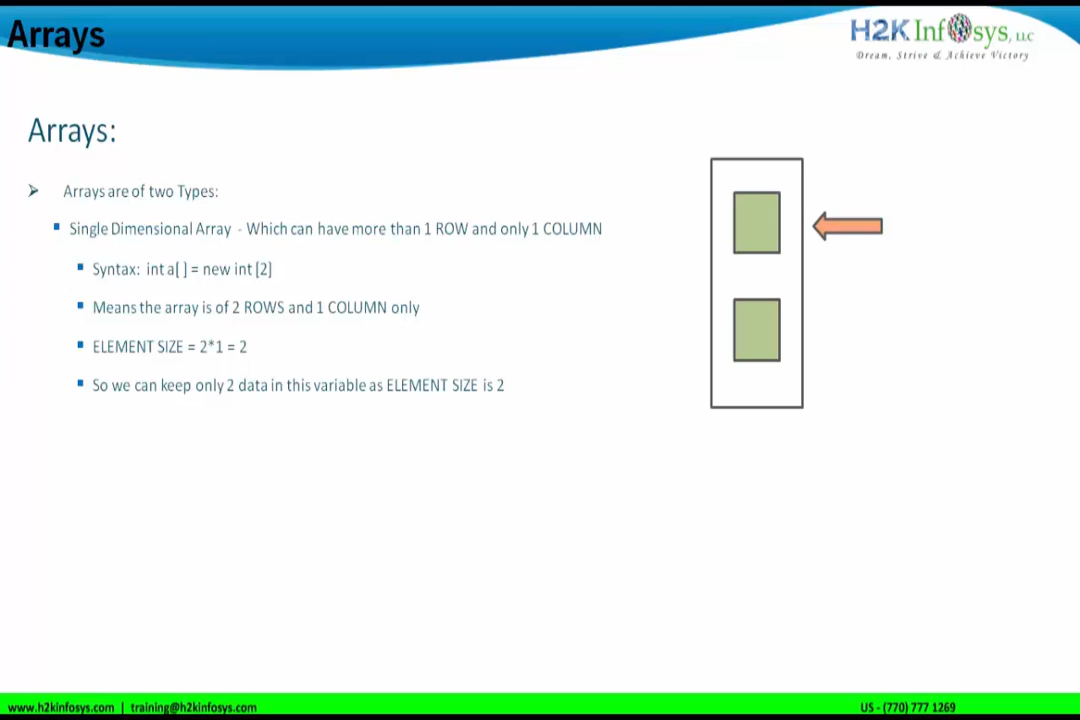 Arrays
H2K Infosys, LLC
Dream, Strive & Achieve Victory
Arrays:
Arrays are of two Types:
Single Dimensional Array - Which can have more than 1 ROW and only 1 COLUMN
Syntax: int a[ ] = new int [2]
Means the array is of 2 ROWS and 1 COLUMN only
ELEMENT SIZE = 2*1 = 2
So we can keep only 2 data in this variable as ELEMENT SIZE is 2
www.h2kinfosys.com | training@h2kinfosys.com
US - (770) 777 1269